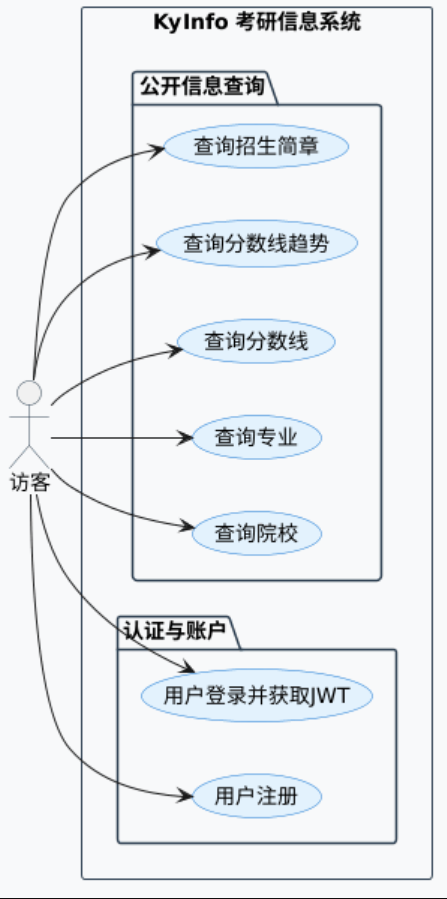 KyInfo 考研信息系统
公开信息查询
查询招生简章
查询分数线趋势
查询分数线
查询专业
访客
查询院校
认证与账户
用户登录并获取JWT
用户注册